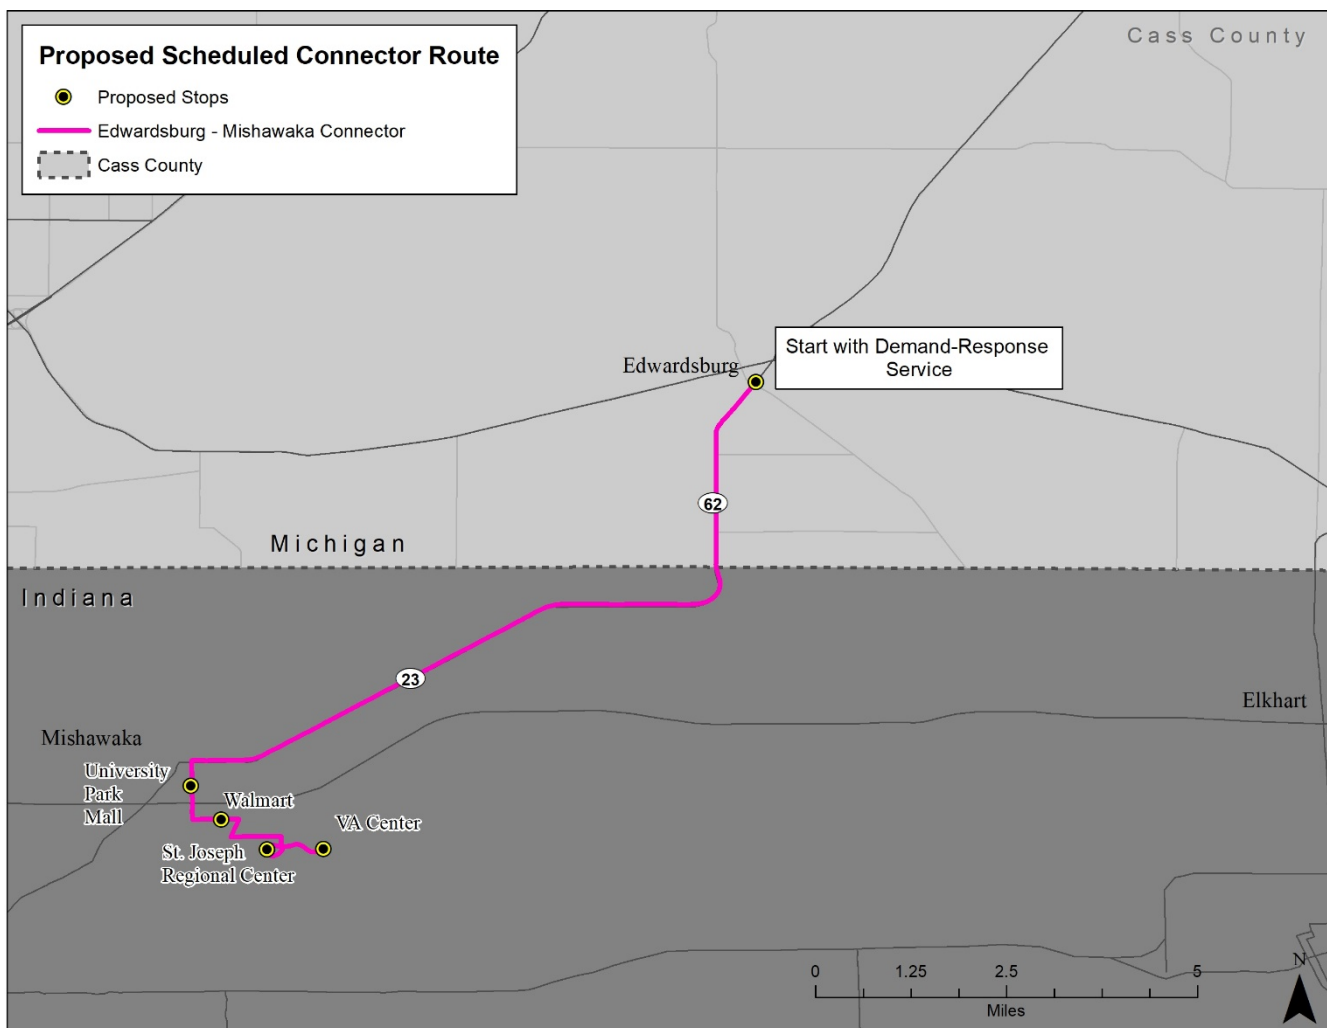 Cass County
Proposed Scheduled Connector Route
Proposed Stops
Edwardsburg - Mishawaka Connector
Cass County
Edwardsburg
Start with Demand-Response
Service
62
Michigan
Indiana
23
Elkhart
Mishawaka
University
Park
Mall
Walmart
VA Center
St. Joseph
Regional Center
0 1.25 2.5 5
Miles
N